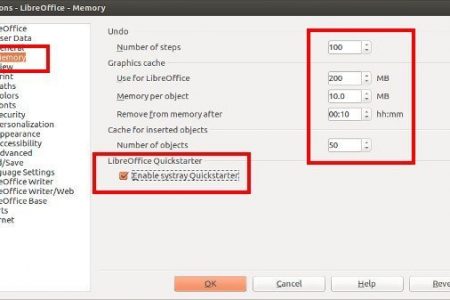 ons - LibreOffice - Memory
eOffice
ser Data
eneral
emory
iew
rint
aths
olors
onts
ecurity
ersonalization
ppearance
ccessibility
dvanced
d/Save
guage Settings
eOffice Writer
eOffice Writer/Web
eOffice Base
rts
ernet
Undo
Number of steps 100
Graphics cache
Use for LibreOffice 200 MB
Memory per object 10.0 MB
Remove from memory after 00:10 hh:mm
Cache for inserted objects
Number of objects 50
LibreOffice Quickstarter
Enable systray Quickstarter
OK Cancel Help Reve